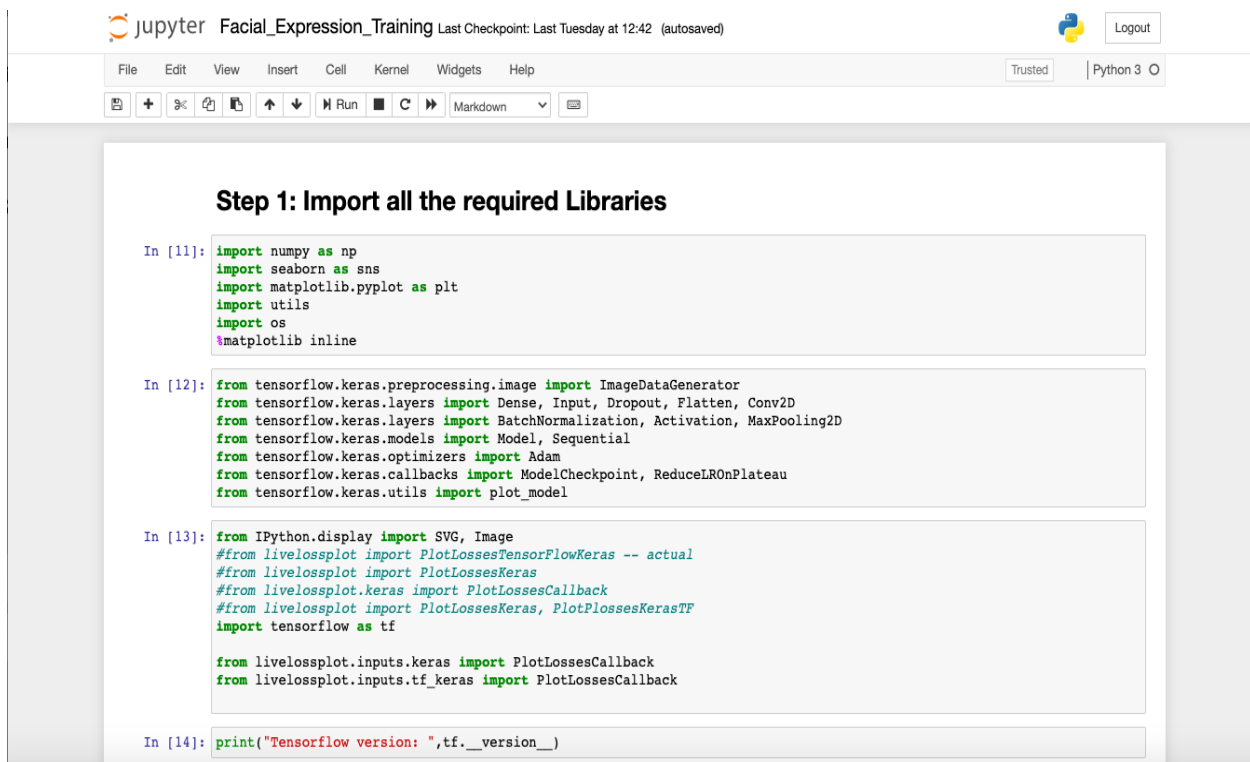 jupyter Facial_Expression_Training Last Checkpoint: Last Tuesday at 12:42 (autosaved)
Logout
File Edit View Insert Cell Kernel Widgets Help
Trusted Python 3
Run Markdown
Step 1: Import all the required Libraries
In [11]: import numpy as np
import seaborn as sns
import matplotlib.pyplot as plt
import utils
import os
%matplotlib inline
In [12]: from tensorflow.keras.preprocessing.image import ImageDataGenerator
from tensorflow.keras.layers import Dense, Input, Dropout, Flatten, Conv2D
from tensorflow.keras.layers import BatchNormalization, Activation, MaxPooling2D
from tensorflow.keras.models import Model, Sequential
from tensorflow.keras.optimizers import Adam
from tensorflow.keras.callbacks import ModelCheckpoint, ReduceLROnPlateau
from tensorflow.keras.utils import plot_model
In [13]: from IPython.display import SVG, Image
#from livelossplot import PlotLossesTensorFlowKeras -- actual
#from livelossplot import PlotLossesKeras
#from livelossplot.keras import PlotLossesCallback
#from livelossplot import PlotLossesKeras, PlotPlossesKerasTF
import tensorflow as tf
from livelossplot.inputs.keras import PlotLossesCallback
from livelossplot.inputs.tf_keras import PlotLossesCallback
In [14]: print("Tensorflow version: ",tf.__version__)